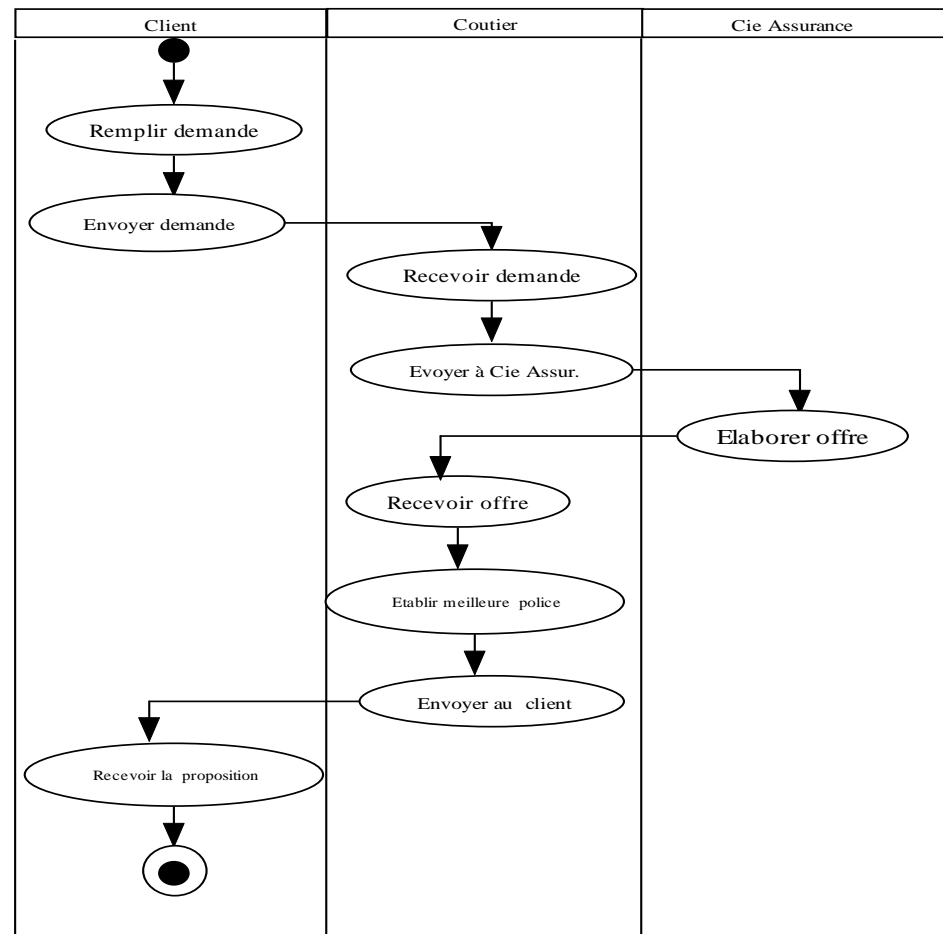 Client
Coutier
Cie Assurance
Remplir demande
Envoyer demande
Recevoir demande
Evoyer à Cie Assur.
Elaborer offre
Recevoir offre
Etablir meilleure police
Envoyer au client
Recevoir la proposition